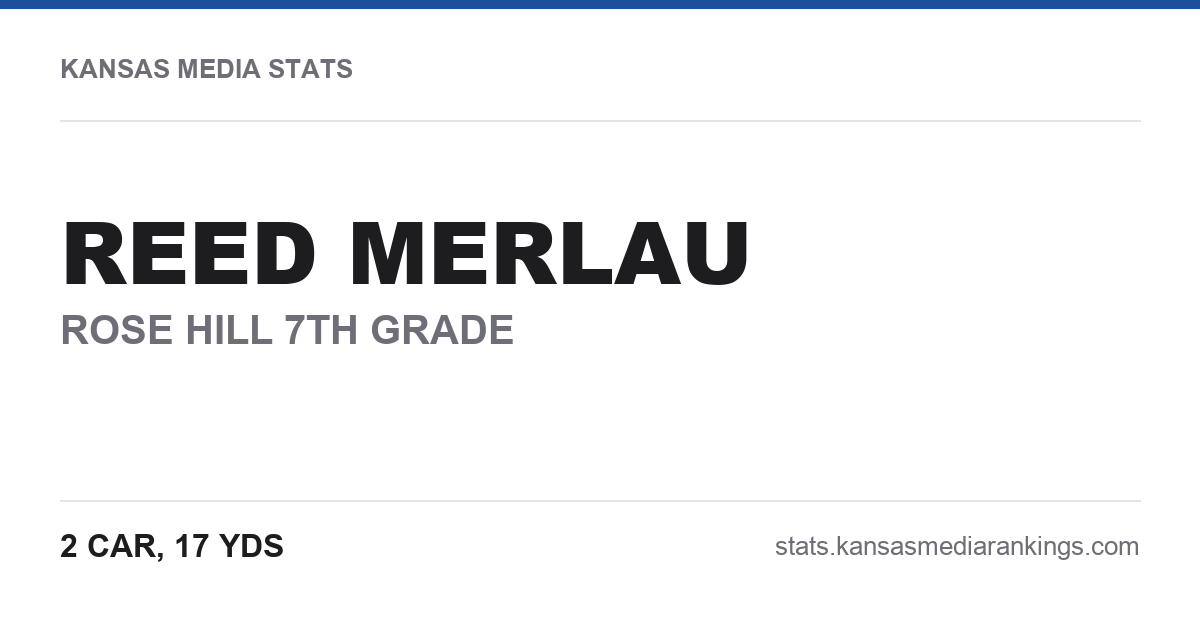 KANSAS MEDIA STATS
REED MERLAU
ROSE HILL 7TH GRADE
2 CAR, 17 YDS
stats.kansasmediarankings.com